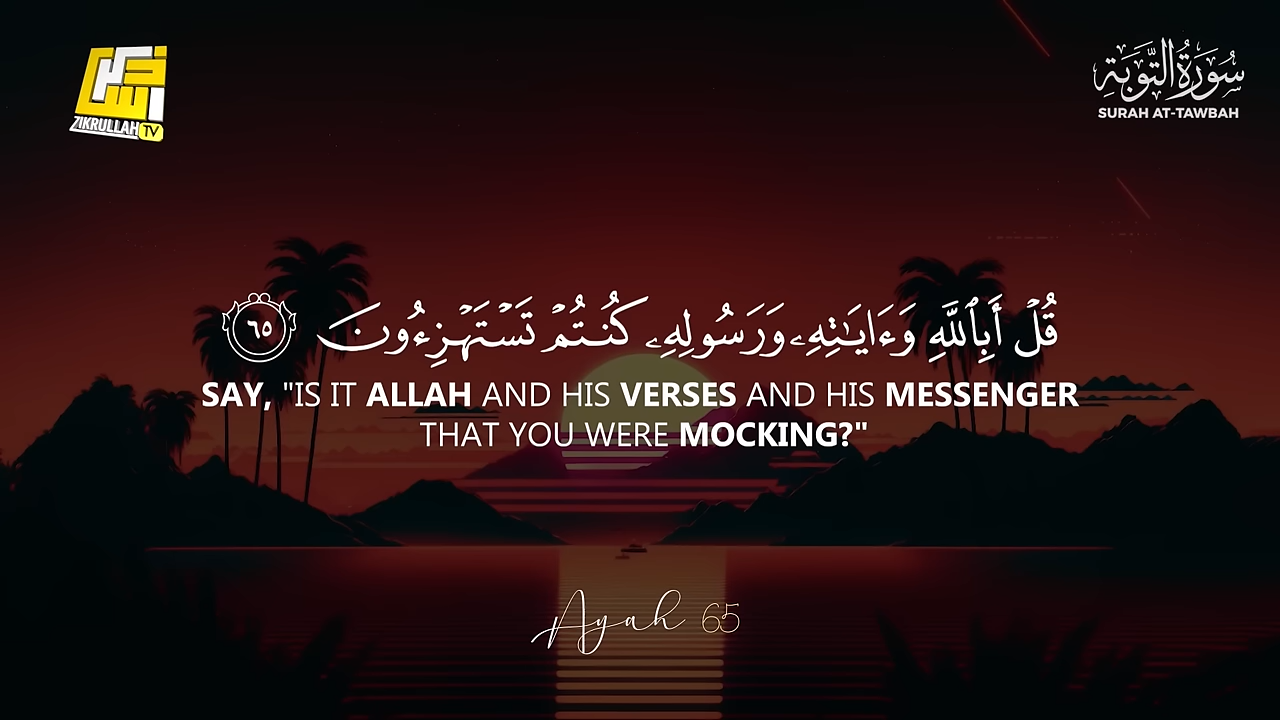 ZIKRULLAH TV
سُورَةُ التَّوْبَةِ
SURAH AT-TAWBAH
قُلْ أَبِٱللَّهِ وَءَايَـٰتِهِۦ وَرَسُولِهِۦ كُنتُمْ تَسْتَهْزِءُونَ ٦٥
SAY, "IS IT ALLAH AND HIS VERSES AND HIS MESSENGER
THAT YOU WERE MOCKING?"
Ayah 65